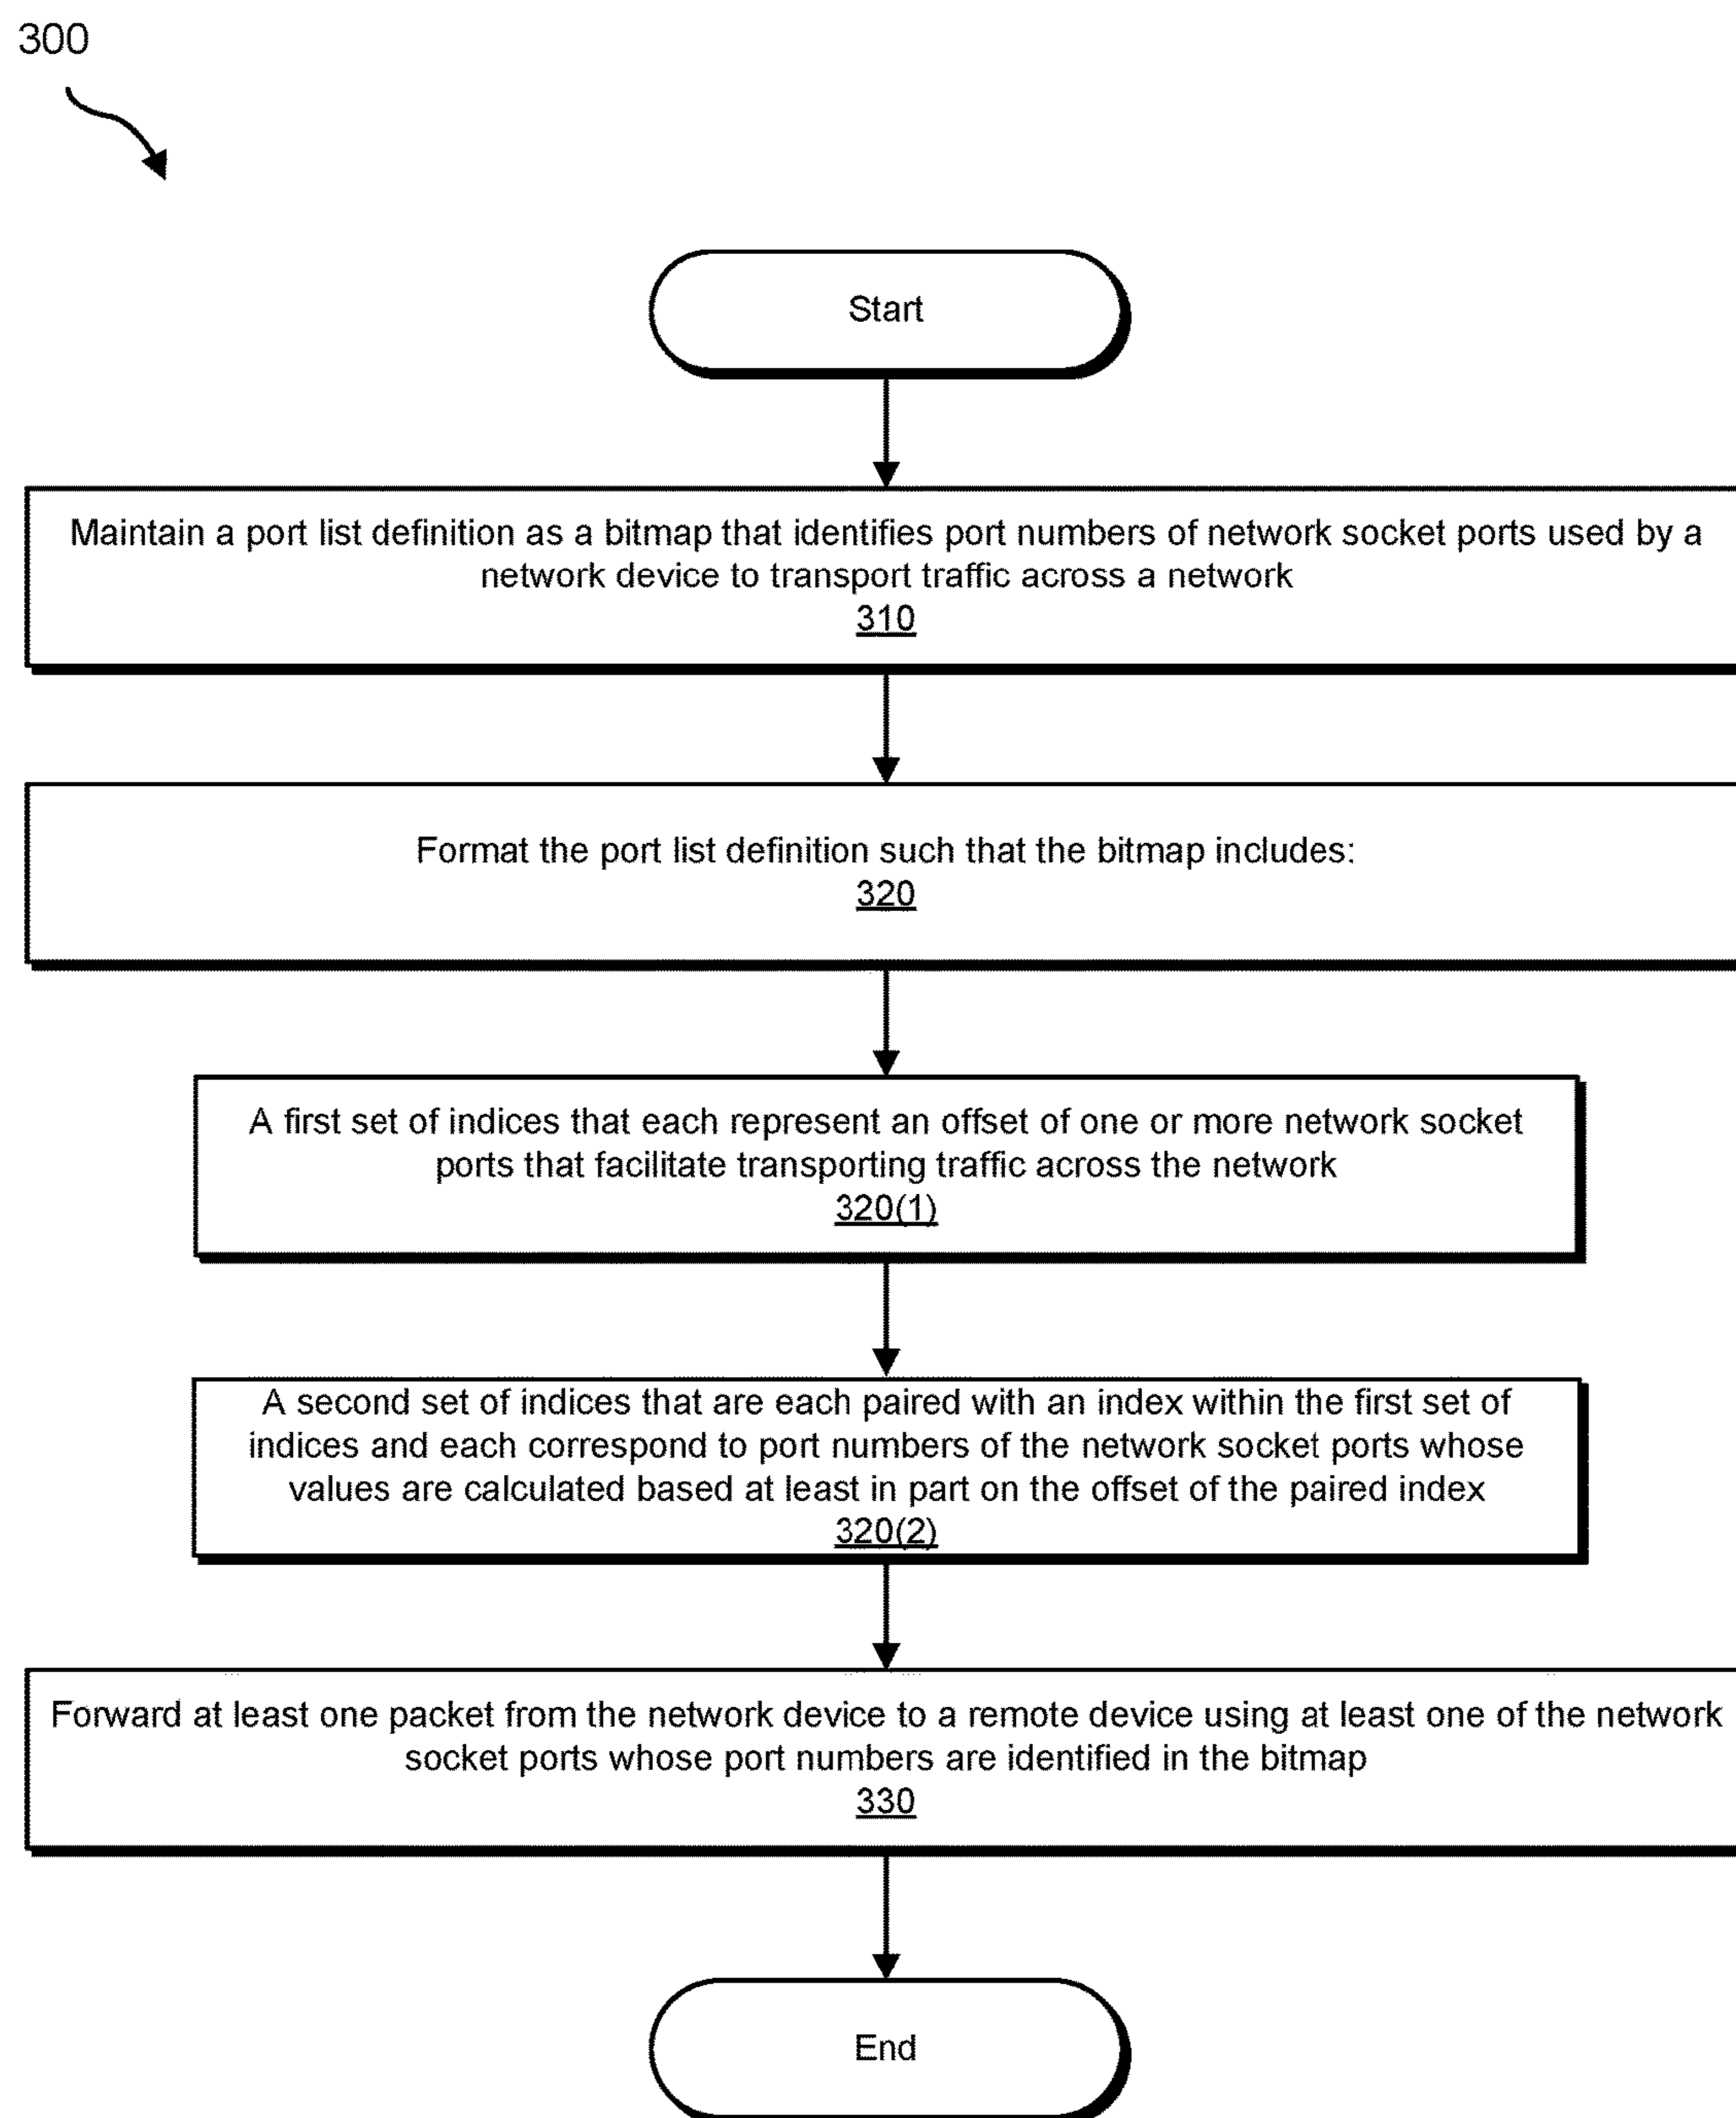 300
Start
Maintain a port list definition as a bitmap that identifies port numbers of network socket ports used by a
network device to transport traffic across a network
310
Format the port list definition such that the bitmap includes:
320
A first set of indices that each represent an offset of one or more network socket
ports that facilitate transporting traffic across the network
320(1)
A second set of indices that are each paired with an index within the first set of
indices and each correspond to port numbers of the network socket ports whose
values are calculated based at least in part on the offset of the paired index
320(2)
Forward at least one packet from the network device to a remote device using at least one of the network
socket ports whose port numbers are identified in the bitmap
330
End